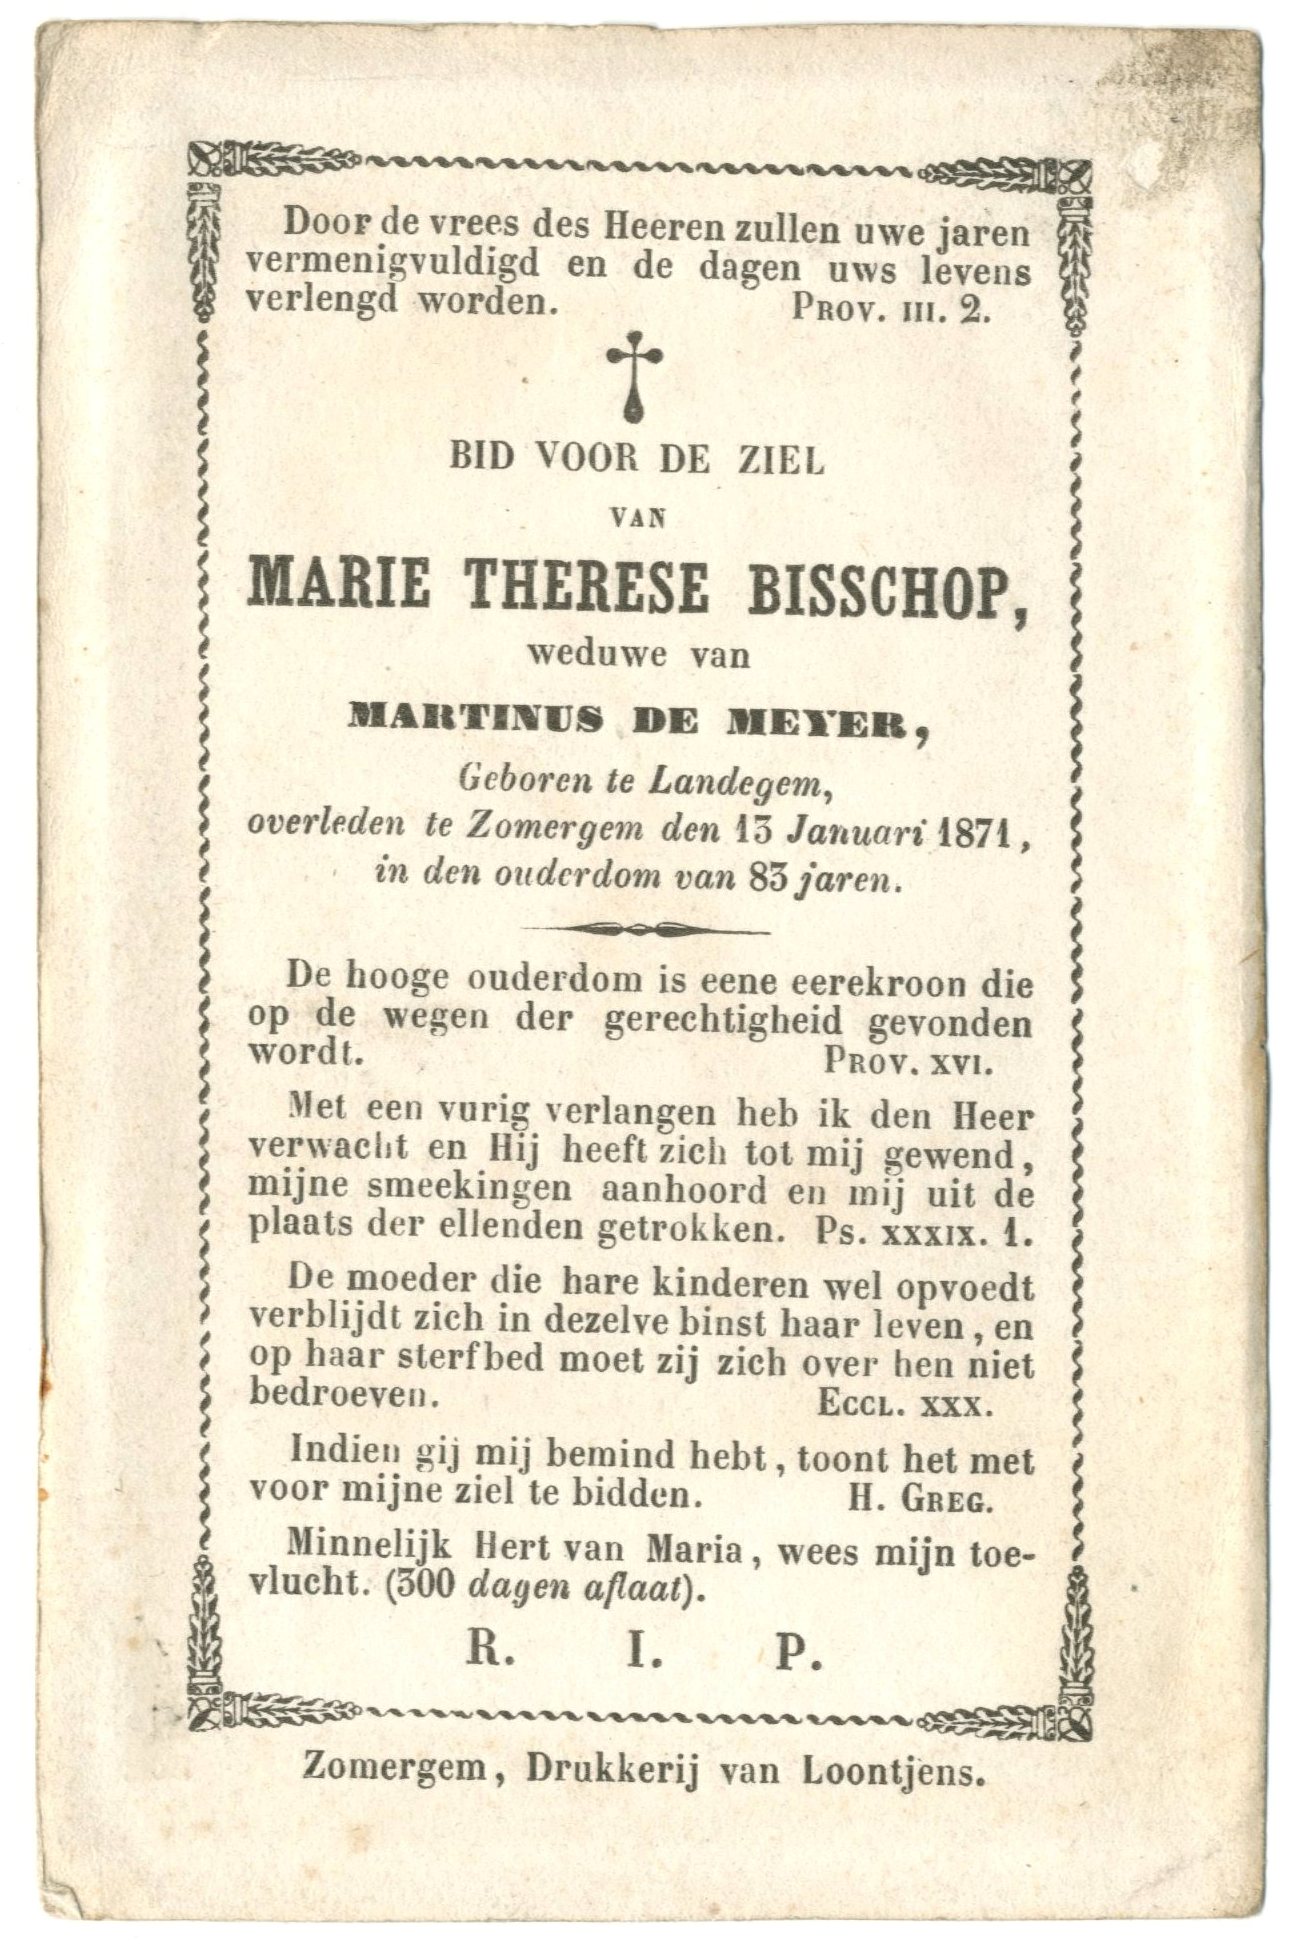 Door de vrees des Heeren zullen uwe jaren
vermenigvuldigd en de dagen uws levens
verlengd worden. PROV. III. 2.
BID VOOR DE ZIEL
VAN
MARIE THERESE BISSCHOP,
weduwe van
MARTINUS DE MEYER,
Geboren te Landegem,
overleden te Zomergem den 13 Januari 1871,
in den ouderdom van 83 jaren.
De hooge ouderdom is eene eerekroon die
op de wegen der gerechtigheid gevonden
wordt. PROV. XVI.
Met een vurig verlangen heb ik den Heer
verwacht en Hij heeft zich tot mij gewend,
mijne smeekingen aanhoord en mij uit de
plaats der ellenden getrokken. Ps. XXXIX. 1.
De moeder die hare kinderen wel opvoedt
verblijdt zich in dezelve binst haar leven, en
op haar sterfbed moet zij zich over hen niet
bedroeven. ECCL. XXX.
Indien gij mij bemind hebt, toont het met
voor mijne ziel te bidden. H. GREG.
Minnelijk Hert van Maria, wees mijn toe-
vlucht. (300 dagen aflaat).
R. I. P.
Zomergem, Drukkerij van Loontjens.